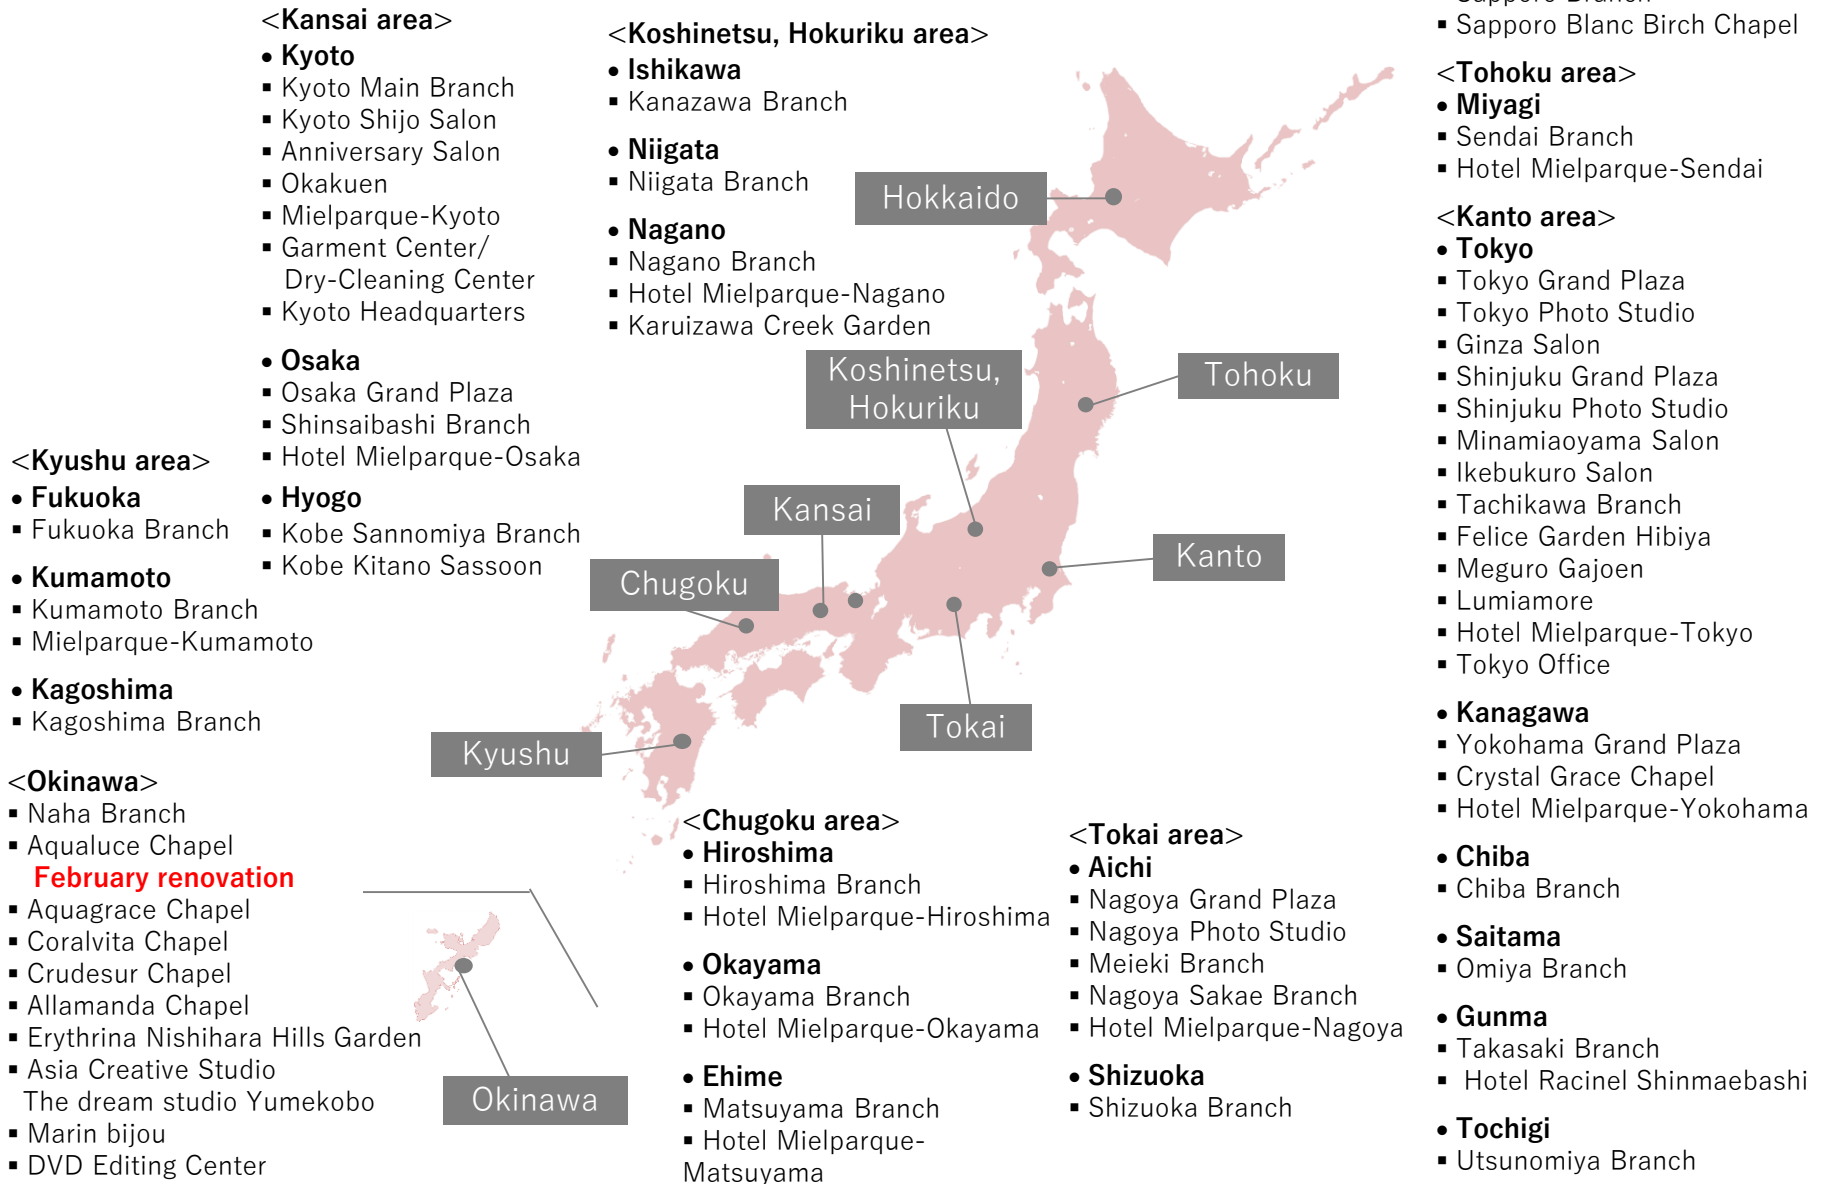 <Kansai area>
• Kyoto
▪ Kyoto Main Branch
▪ Kyoto Shijo Salon
▪ Anniversary Salon
▪ Okakuen
▪ Mielparque-Kyoto
▪ Garment Center/
Dry-Cleaning Center
▪ Kyoto Headquarters
• Osaka
▪ Osaka Grand Plaza
▪ Shinsaibashi Branch
▪ Hotel Mielparque-Osaka
• Hyogo
▪ Kobe Sannomiya Branch
▪ Kobe Kitano Sassoon
<Koshinetsu, Hokuriku area>
• Ishikawa
▪ Kanazawa Branch
• Niigata
▪ Niigata Branch
• Nagano
▪ Nagano Branch
▪ Hotel Mielparque-Nagano
▪ Karuizawa Creek Garden
▪ Sapporo Branch
▪ Sapporo Blanc Birch Chapel
<Tohoku area>
• Miyagi
▪ Sendai Branch
▪ Hotel Mielparque-Sendai
<Kanto area>
• Tokyo
▪ Tokyo Grand Plaza
▪ Tokyo Photo Studio
▪ Ginza Salon
▪ Shinjuku Grand Plaza
▪ Shinjuku Photo Studio
▪ Minamiaoyama Salon
▪ Ikebukuro Salon
▪ Tachikawa Branch
▪ Felice Garden Hibiya
▪ Meguro Gajoen
▪ Lumiamore
▪ Hotel Mielparque-Tokyo
▪ Tokyo Office
• Kanagawa
▪ Yokohama Grand Plaza
▪ Crystal Grace Chapel
▪ Hotel Mielparque-Yokohama
• Chiba
▪ Chiba Branch
• Saitama
▪ Omiya Branch
• Gunma
▪ Takasaki Branch
▪ Hotel Racinel Shinmaebashi
• Tochigi
▪ Utsunomiya Branch
Hokkaido
Koshinetsu,
Hokuriku
Tohoku
Kansai
Kanto
Chugoku
Tokai
Kyushu
Okinawa
<Kyushu area>
• Fukuoka
▪ Fukuoka Branch
• Kumamoto
▪ Kumamoto Branch
▪ Mielparque-Kumamoto
• Kagoshima
▪ Kagoshima Branch
<Okinawa>
▪ Naha Branch
▪ Aqualuce Chapel
February renovation
▪ Aquagrace Chapel
▪ Coralvita Chapel
▪ Crudesur Chapel
▪ Allamanda Chapel
▪ Erythrina Nishihara Hills Garden
▪ Asia Creative Studio
The dream studio Yumekobo
▪ Marin bijou
▪ DVD Editing Center
<Chugoku area>
• Hiroshima
▪ Hiroshima Branch
▪ Hotel Mielparque-Hiroshima
• Okayama
▪ Okayama Branch
▪ Hotel Mielparque-Okayama
• Ehime
▪ Matsuyama Branch
▪ Hotel Mielparque-
Matsuyama
<Tokai area>
• Aichi
▪ Nagoya Grand Plaza
▪ Nagoya Photo Studio
▪ Meieki Branch
▪ Nagoya Sakae Branch
▪ Hotel Mielparque-Nagoya
• Shizuoka
▪ Shizuoka Branch